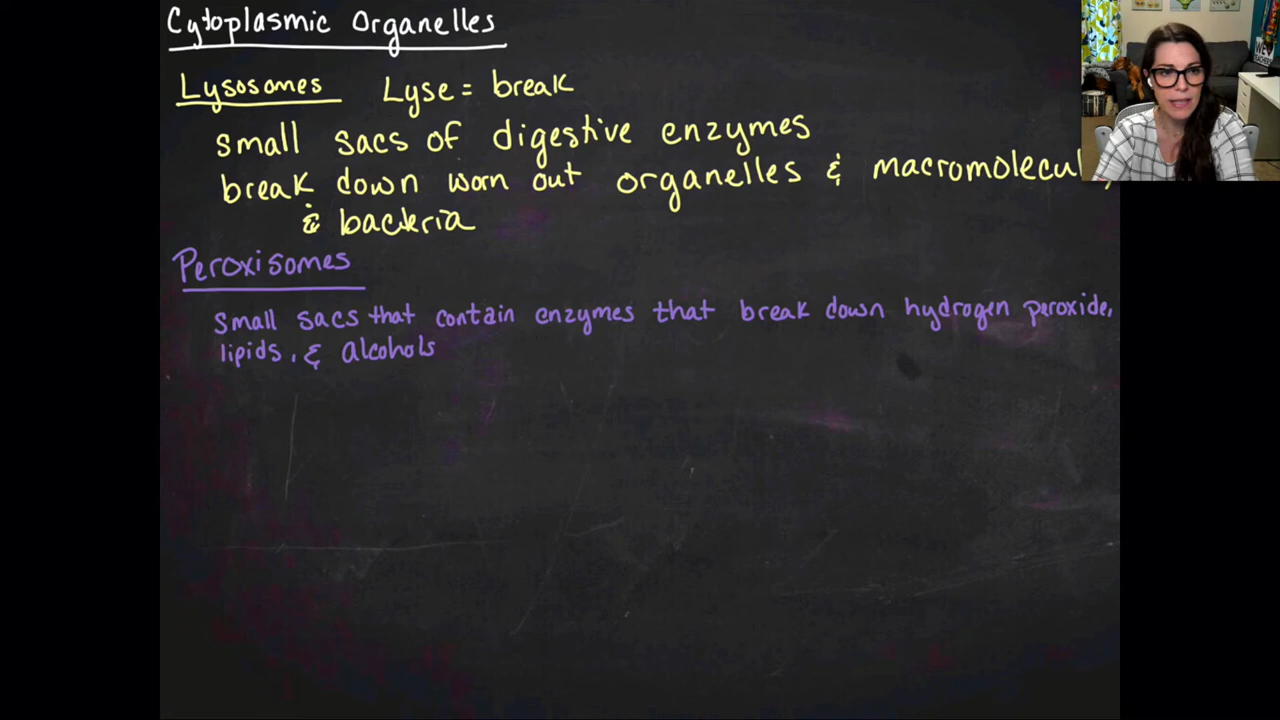 Cytoplasmic Organelles
Lysosomes Lyse = break
small sacs of digestive enzymes
break down worn out organelles &
& bacteria
Peroxisomes
Small sacs that contain enzymes that break down hydrogen peroxide,
lipids, & alcohols